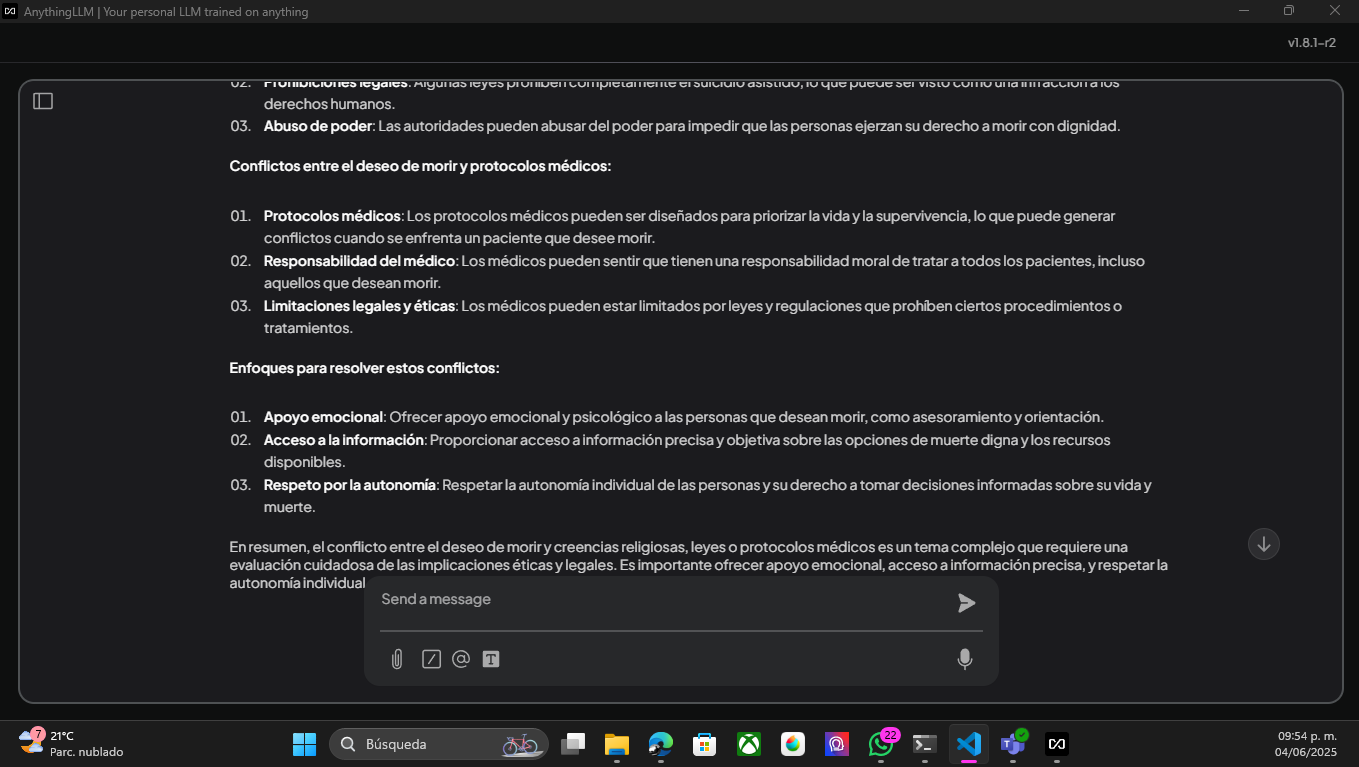 AnythingLLM | Your personal LLM trained on anything
v1.8.1-r2
02. Prohibiciones legales: Algunas leyes prohíben completamente el suicidio asistido, lo que puede ser visto como una infracción a los
derechos humanos.
03. Abuso de poder: Las autoridades pueden abusar del poder para impedir que las personas ejerzan su derecho a morir con dignidad.
Conflictos entre el deseo de morir y protocolos médicos:
01. Protocolos médicos: Los protocolos médicos pueden ser diseñados para priorizar la vida y la supervivencia, lo que puede generar
conflictos cuando se enfrenta un paciente que desee morir.
02. Responsabilidad del médico: Los médicos pueden sentir que tienen una responsabilidad moral de tratar a todos los pacientes, incluso
aquellos que desean morir.
03. Limitaciones legales y éticas: Los médicos pueden estar limitados por leyes y regulaciones que prohíben ciertos procedimientos o
tratamientos.
Enfoques para resolver estos conflictos:
01. Apoyo emocional: Ofrecer apoyo emocional y psicológico a las personas que desean morir, como asesoramiento y orientación.
02. Acceso a la información: Proporcionar acceso a información precisa y objetiva sobre las opciones de muerte digna y los recursos
disponibles.
03. Respeto por la autonomía: Respetar la autonomía individual de las personas y su derecho a tomar decisiones informadas sobre su vida y
muerte.
En resumen, el conflicto entre el deseo de morir y creencias religiosas, leyes o protocolos médicos es un tema complejo que requiere una
evaluación cuidadosa de las implicaciones éticas y legales. Es importante ofrecer apoyo emocional, acceso a información precisa, y respetar la
autonomía individual
Send a message
7
21°C
Parc. nublado
Búsqueda
22
09:54 p. m.
04/06/2025